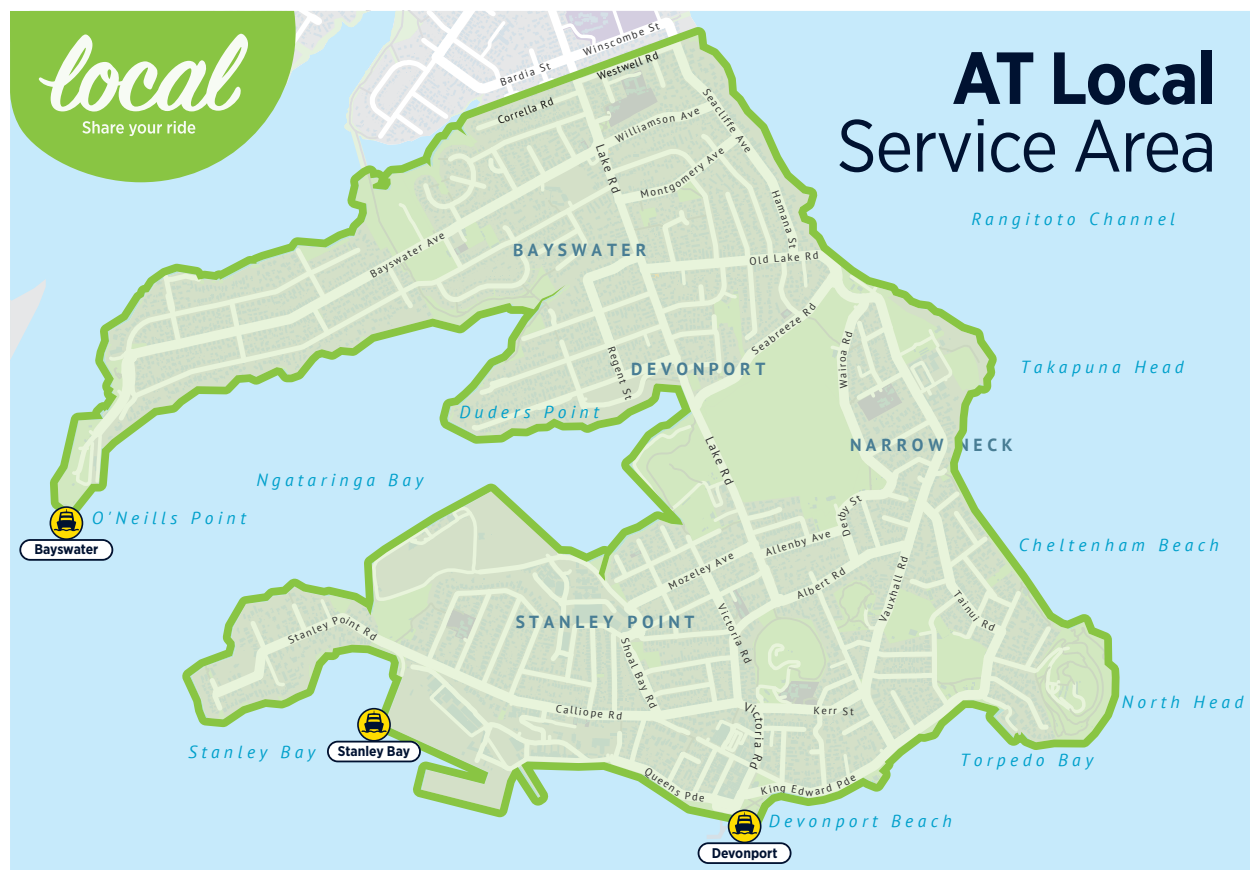 local
Share your ride
AT Local
Service Area
Winscombe St
Bardia St
Westwell Rd
Corrella Rd
Seacliffe Ave
Williamson Ave
Lake Rd
Montgomery Ave
Hamana St
Rangitoto Channel
Bayswater Ave
BAYSWATER
Old Lake Rd
Seabreeze Rd
Wairoa Rd
Regent St
DEVONPORT
Takapuna Head
Duders Point
NARROW NECK
Lake Rd
Ngataringa Bay
O'Neills Point
Bayswater
Darby St
Allenby Ave
Cheltenham Beach
Mozeley Ave
Albert Rd
Vauxhall Rd
Tainui Rd
STANLEY POINT
Stanley Point Rd
Victoria Rd
Shoal Bay Rd
Calliope Rd
Kerr St
North Head
Victoria Rd
Stanley Bay
Stanley Bay
Torpedo Bay
Queens Pde
King Edward Pde
Devonport Beach
Devonport